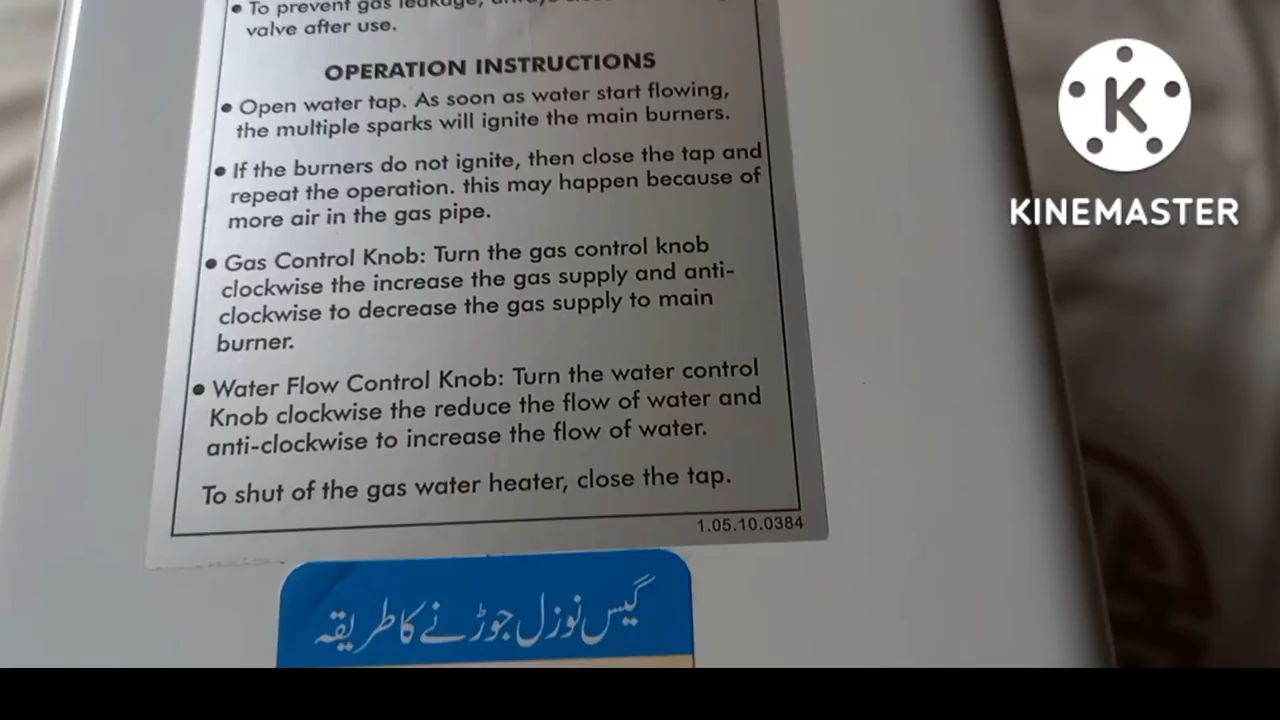 • To prevent gas leakage, always
valve after use.
OPERATION INSTRUCTIONS
• Open water tap. As soon as water start flowing,
the multiple sparks will ignite the main burners.
• If the burners do not ignite, then close the tap and
repeat the operation. this may happen because of
more air in the gas pipe.
• Gas Control Knob: Turn the gas control knob
clockwise the increase the gas supply and anti-
clockwise to decrease the gas supply to main
burner.
• Water Flow Control Knob: Turn the water control
Knob clockwise the reduce the flow of water and
anti-clockwise to increase the flow of water.
To shut of the gas water heater, close the tap.
1.05.10.0384
گیس نوزل جوڑنے کا طریقہ
K
KINEMASTER